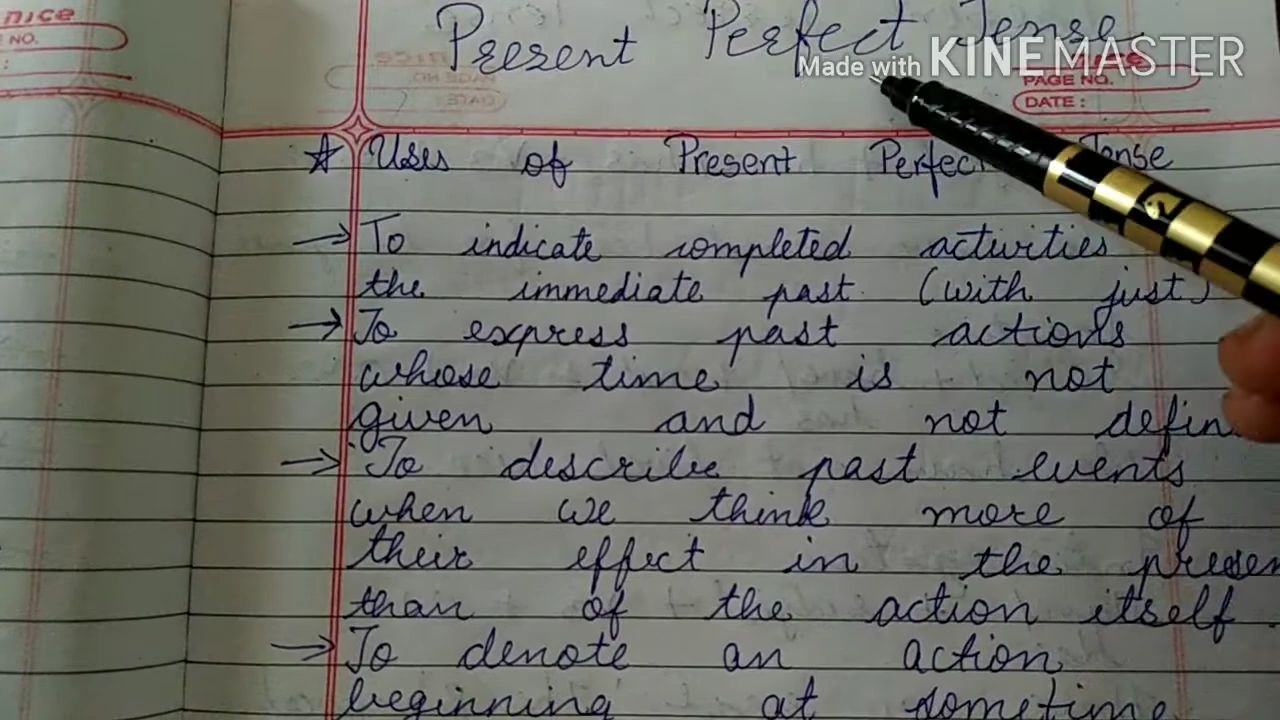 nice
E NO.
:
Present Perfect Tense
Made with KINEMASTER
PAGE NO.
DATE :
☆ Uses of Present Perfect Tense
→ To indicate completed activities
the immediate past (with just)
→ To express past actions
whose time is not
given and not defin
→ To describe past events
when we think more of
their effect in the presen
than of the action itself.
→ To denote an action
beginning at sometime